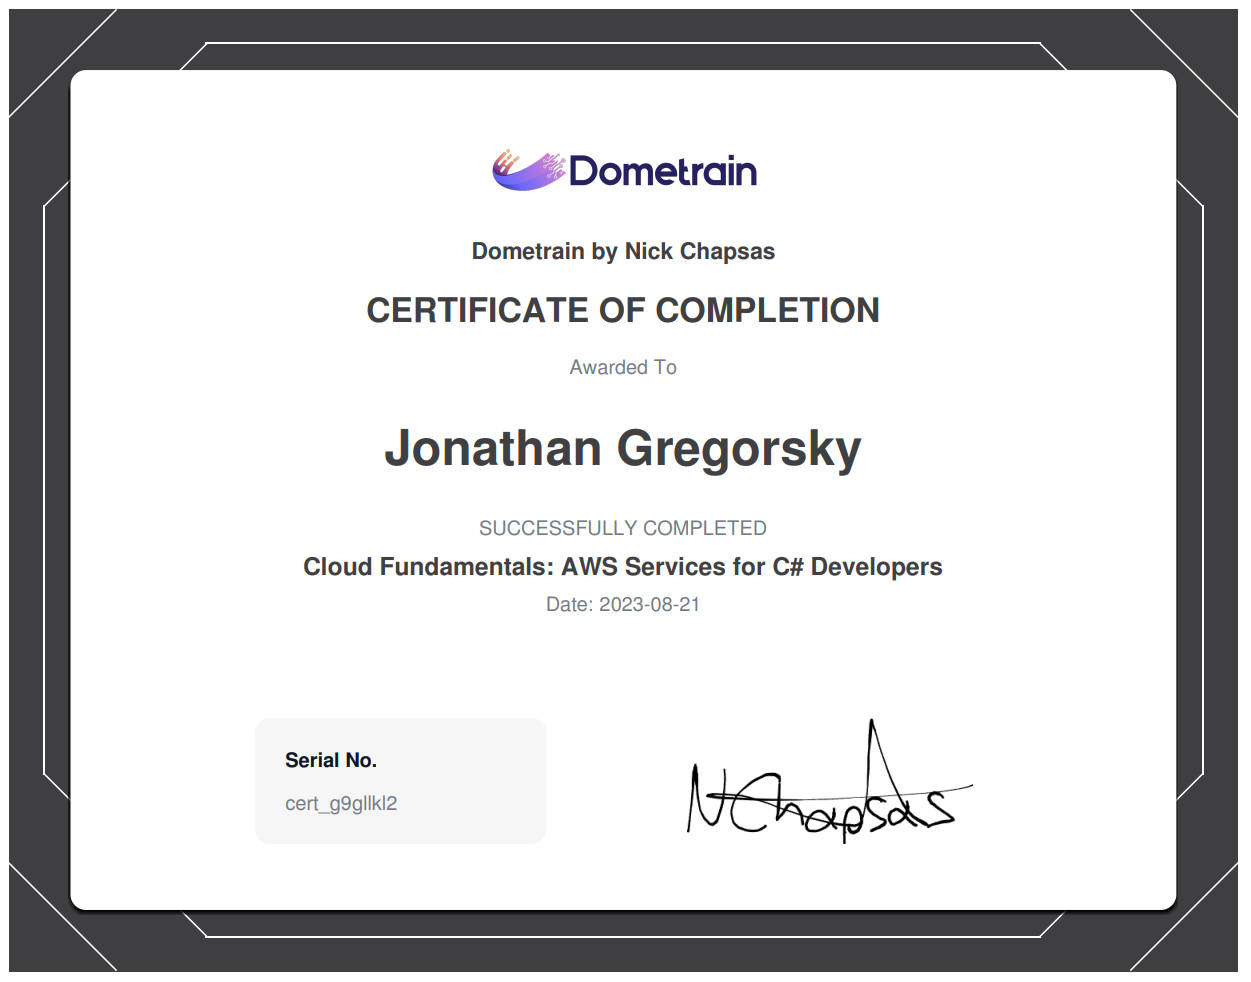 Dometrain
Dometrain by Nick Chapsas
CERTIFICATE OF COMPLETION
Awarded To
Jonathan Gregorsky
SUCCESSFULLY COMPLETED
Cloud Fundamentals: AWS Services for C# Developers
Date: 2023-08-21
Serial No.
cert_g9gllkl2
NChapsas